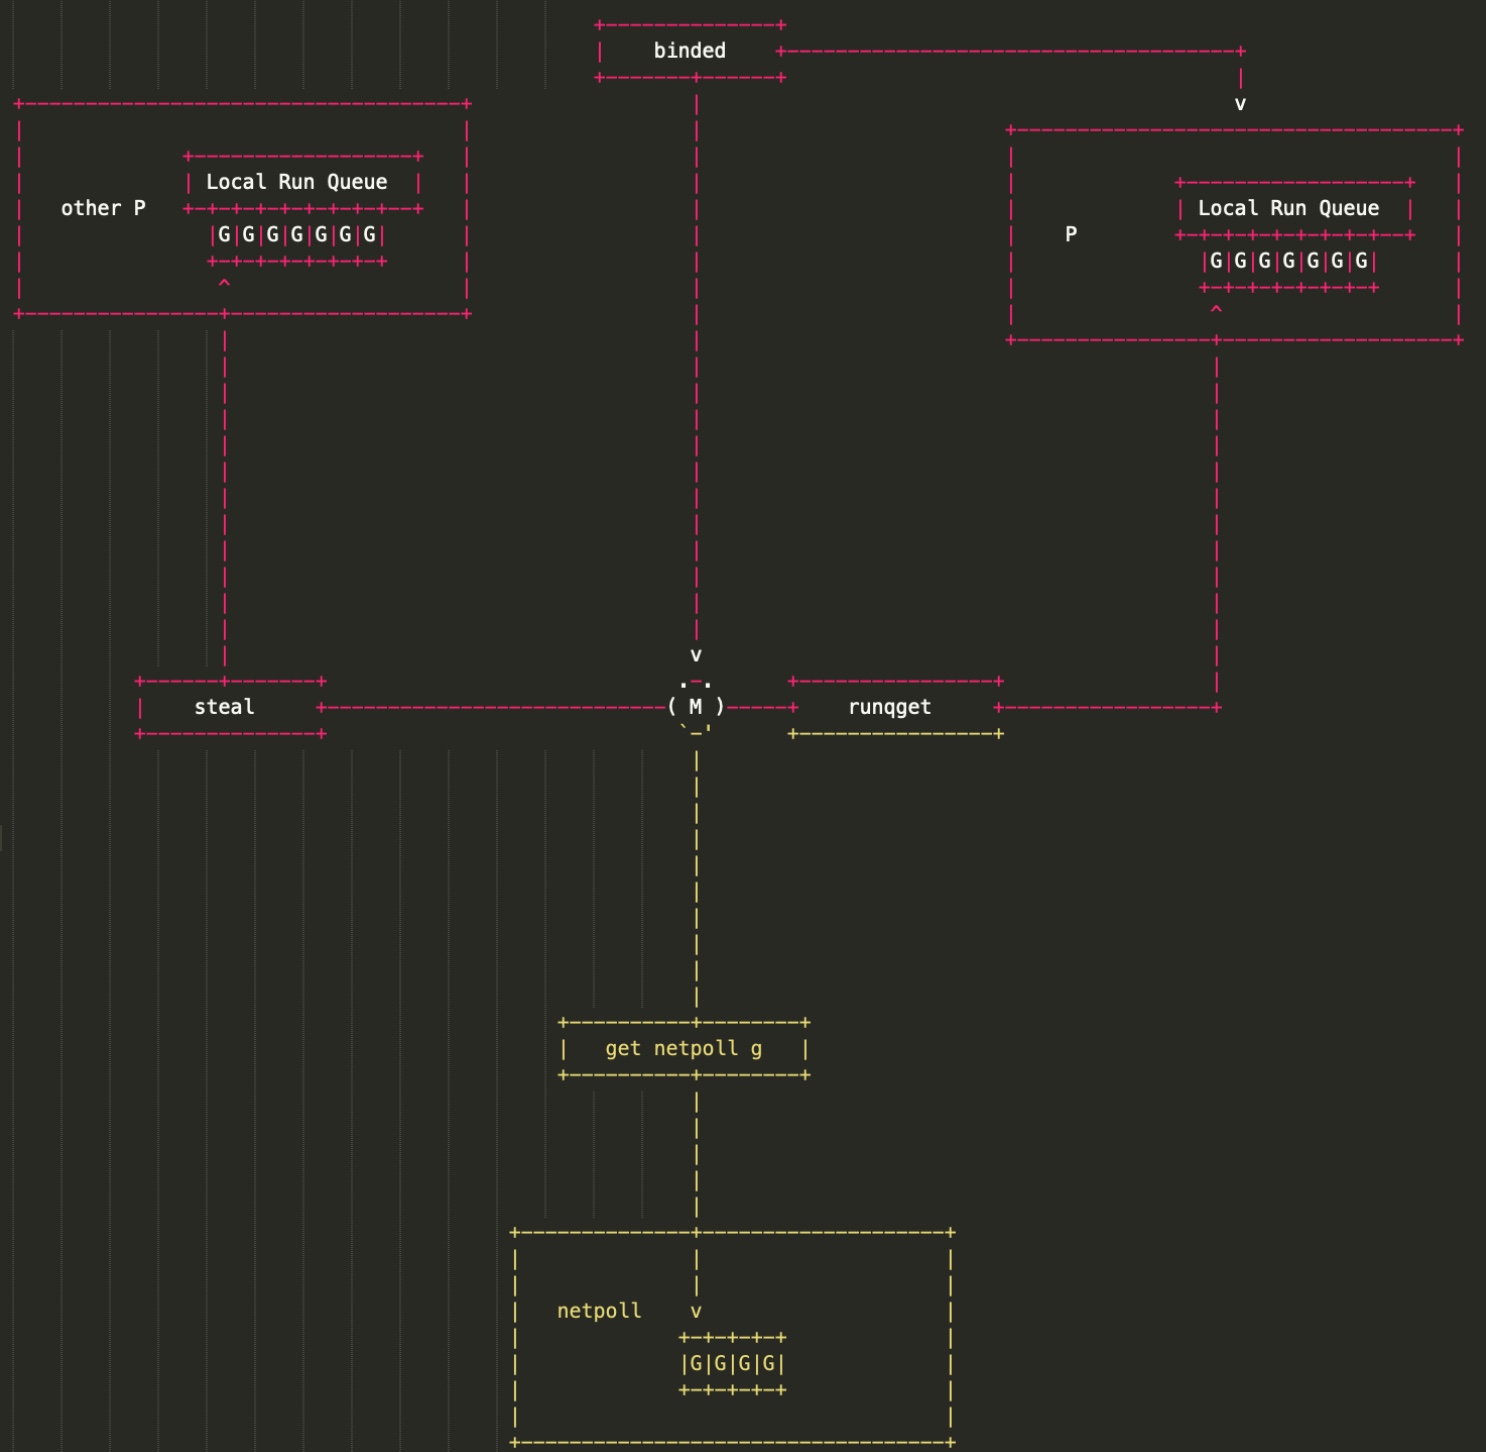 binded
v
Local Run Queue
other P
|G|G|G|G|G|G|G|
^
Local Run Queue
P
|G|G|G|G|G|G|G|
^
v
steal
( M )
runqget
get netpoll g
netpoll
v
|G|G|G|G|